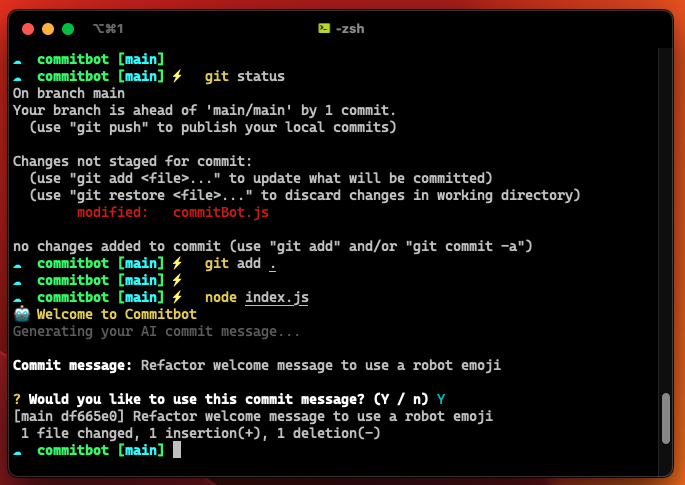 ⌥⌘1 -zsh
☁ commitbot [main]
☁ commitbot [main] ⚡ git status
On branch main
Your branch is ahead of 'main/main' by 1 commit.
  (use "git push" to publish your local commits)

Changes not staged for commit:
  (use "git add <file>..." to update what will be committed)
  (use "git restore <file>..." to discard changes in working directory)
        modified:   commitBot.js

no changes added to commit (use "git add" and/or "git commit -a")
☁ commitbot [main] ⚡ git add .
☁ commitbot [main] ⚡
☁ commitbot [main] ⚡ node index.js
🤖 Welcome to Commitbot
Generating your AI commit message...

Commit message: Refactor welcome message to use a robot emoji

? Would you like to use this commit message? (Y / n) Y
[main df665e0] Refactor welcome message to use a robot emoji
 1 file changed, 1 insertion(+), 1 deletion(-)
☁ commitbot [main]